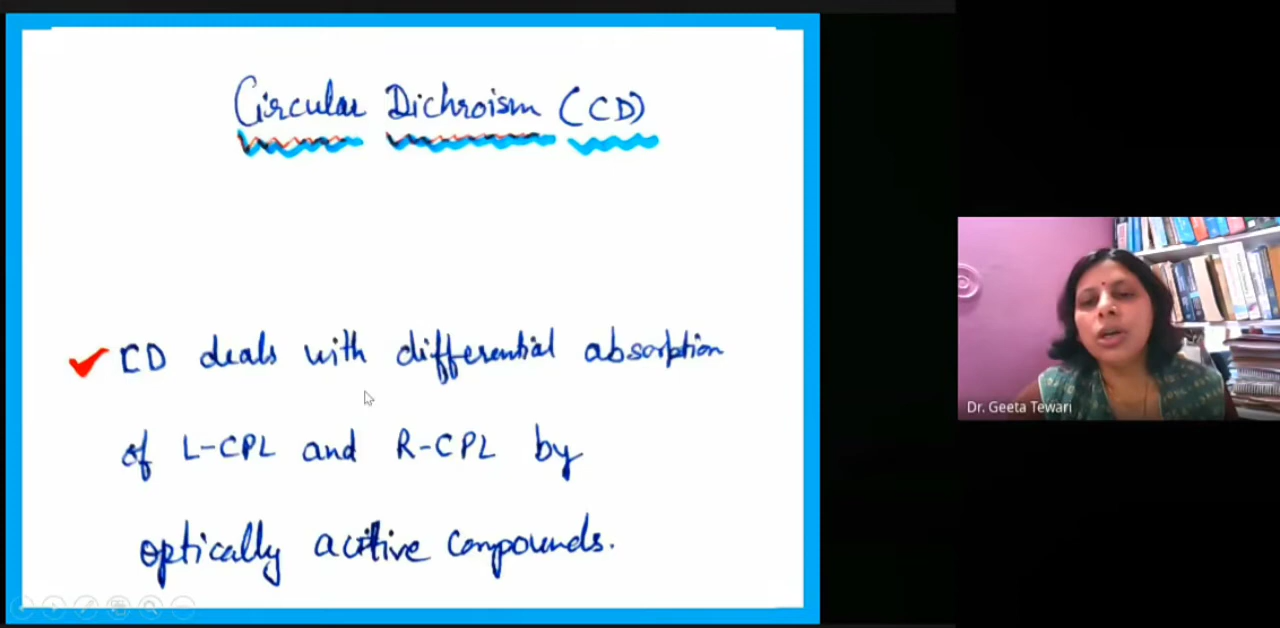 Circular Dichroism (CD)
CD deals with differential absorption
of L-CPL and R-CPL by
optically active compounds.
Dr. Geeta Tewari